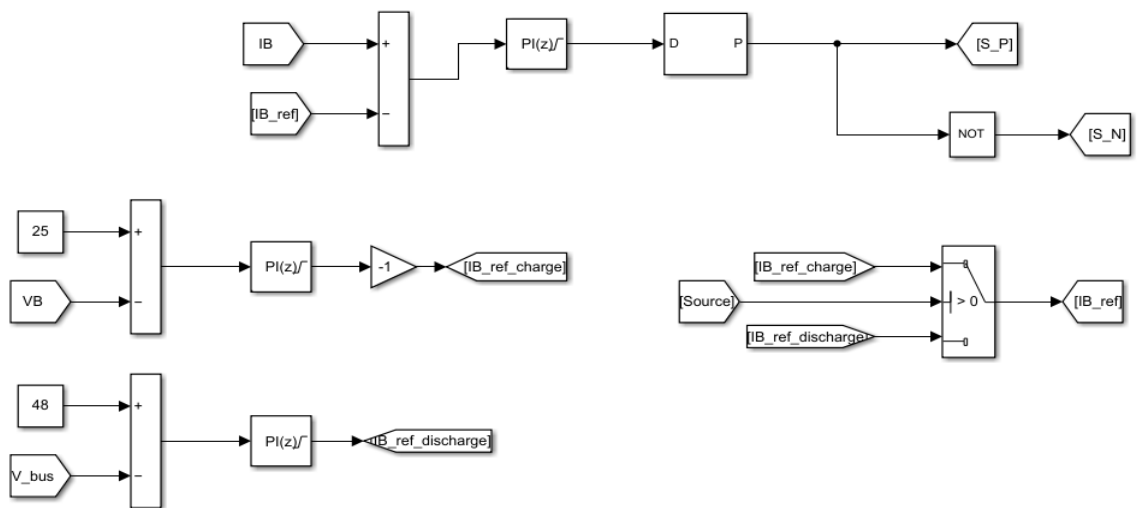 IB
+
[IB_ref]
−
PI(z)
D
P
[S_P]
NOT
[S_N]
25
+
VB
−
PI(z)
-1
[IB_ref_charge]
[IB_ref_charge]
[Source]
> 0
[IB_ref_discharge]
[IB_ref]
48
+
V_bus
−
PI(z)
[IB_ref_discharge]